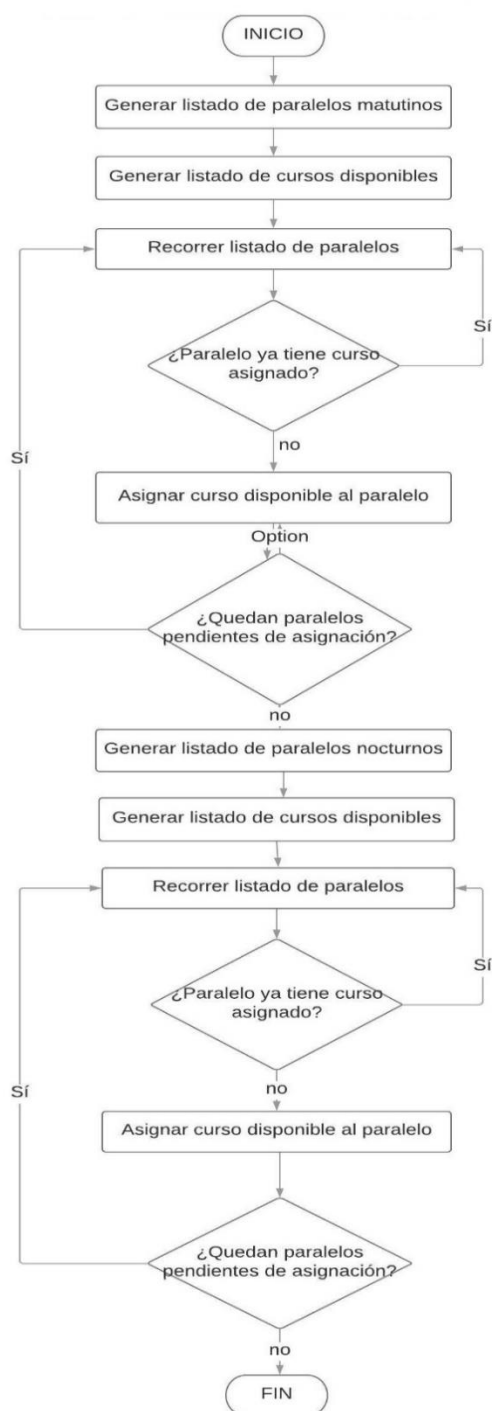 INICIO
Generar listado de paralelos matutinos
Generar listado de cursos disponibles
Recorrer listado de paralelos
¿Paralelo ya tiene curso
asignado?
Sí
no
Sí
Asignar curso disponible al paralelo
Option
¿Quedan paralelos
pendientes de asignación?
no
Generar listado de paralelos nocturnos
Generar listado de cursos disponibles
Recorrer listado de paralelos
¿Paralelo ya tiene curso
asignado?
Sí
no
Sí
Asignar curso disponible al paralelo
¿Quedan paralelos
pendientes de asignación?
no
FIN